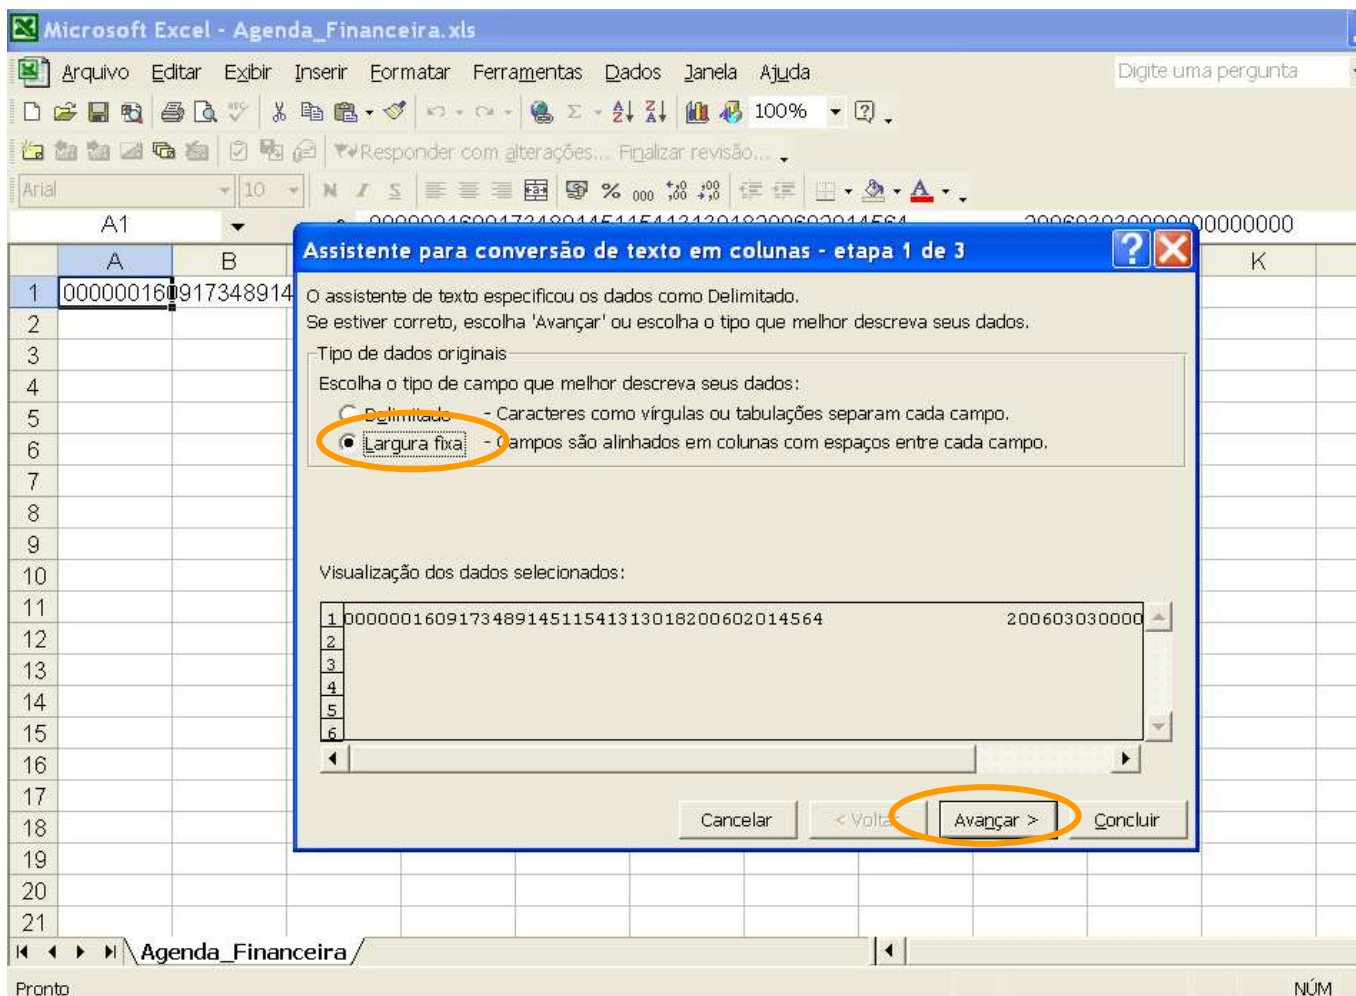 Microsoft Excel - Agenda_Financeira.xls
Arquivo Editar Exibir Inserir Formatar Ferramentas Dados Janela Ajuda Digite uma pergunta
100%
Responder com alterações... Finalizar revisão...
Arial 10 N I S % 000
A1
A B K
1 000000160917348914
2
3
4
5
6
7
8
9
10
11
12
13
14
15
16
17
18
19
20
21
Assistente para conversão de texto em colunas - etapa 1 de 3
O assistente de texto especificou os dados como Delimitado.
Se estiver correto, escolha 'Avançar' ou escolha o tipo que melhor descreva seus dados.
Tipo de dados originais
Escolha o tipo de campo que melhor descreva seus dados:
Delimitado - Caracteres como vírgulas ou tabulações separam cada campo.
Largura fixa - Campos são alinhados em colunas com espaços entre cada campo.
Visualização dos dados selecionados:
1 00000016091734891451154131301820060201​4564 200603030000
2
3
4
5
6
Cancelar < Voltar Avançar > Concluir
Agenda_Financeira
Pronto NÚM